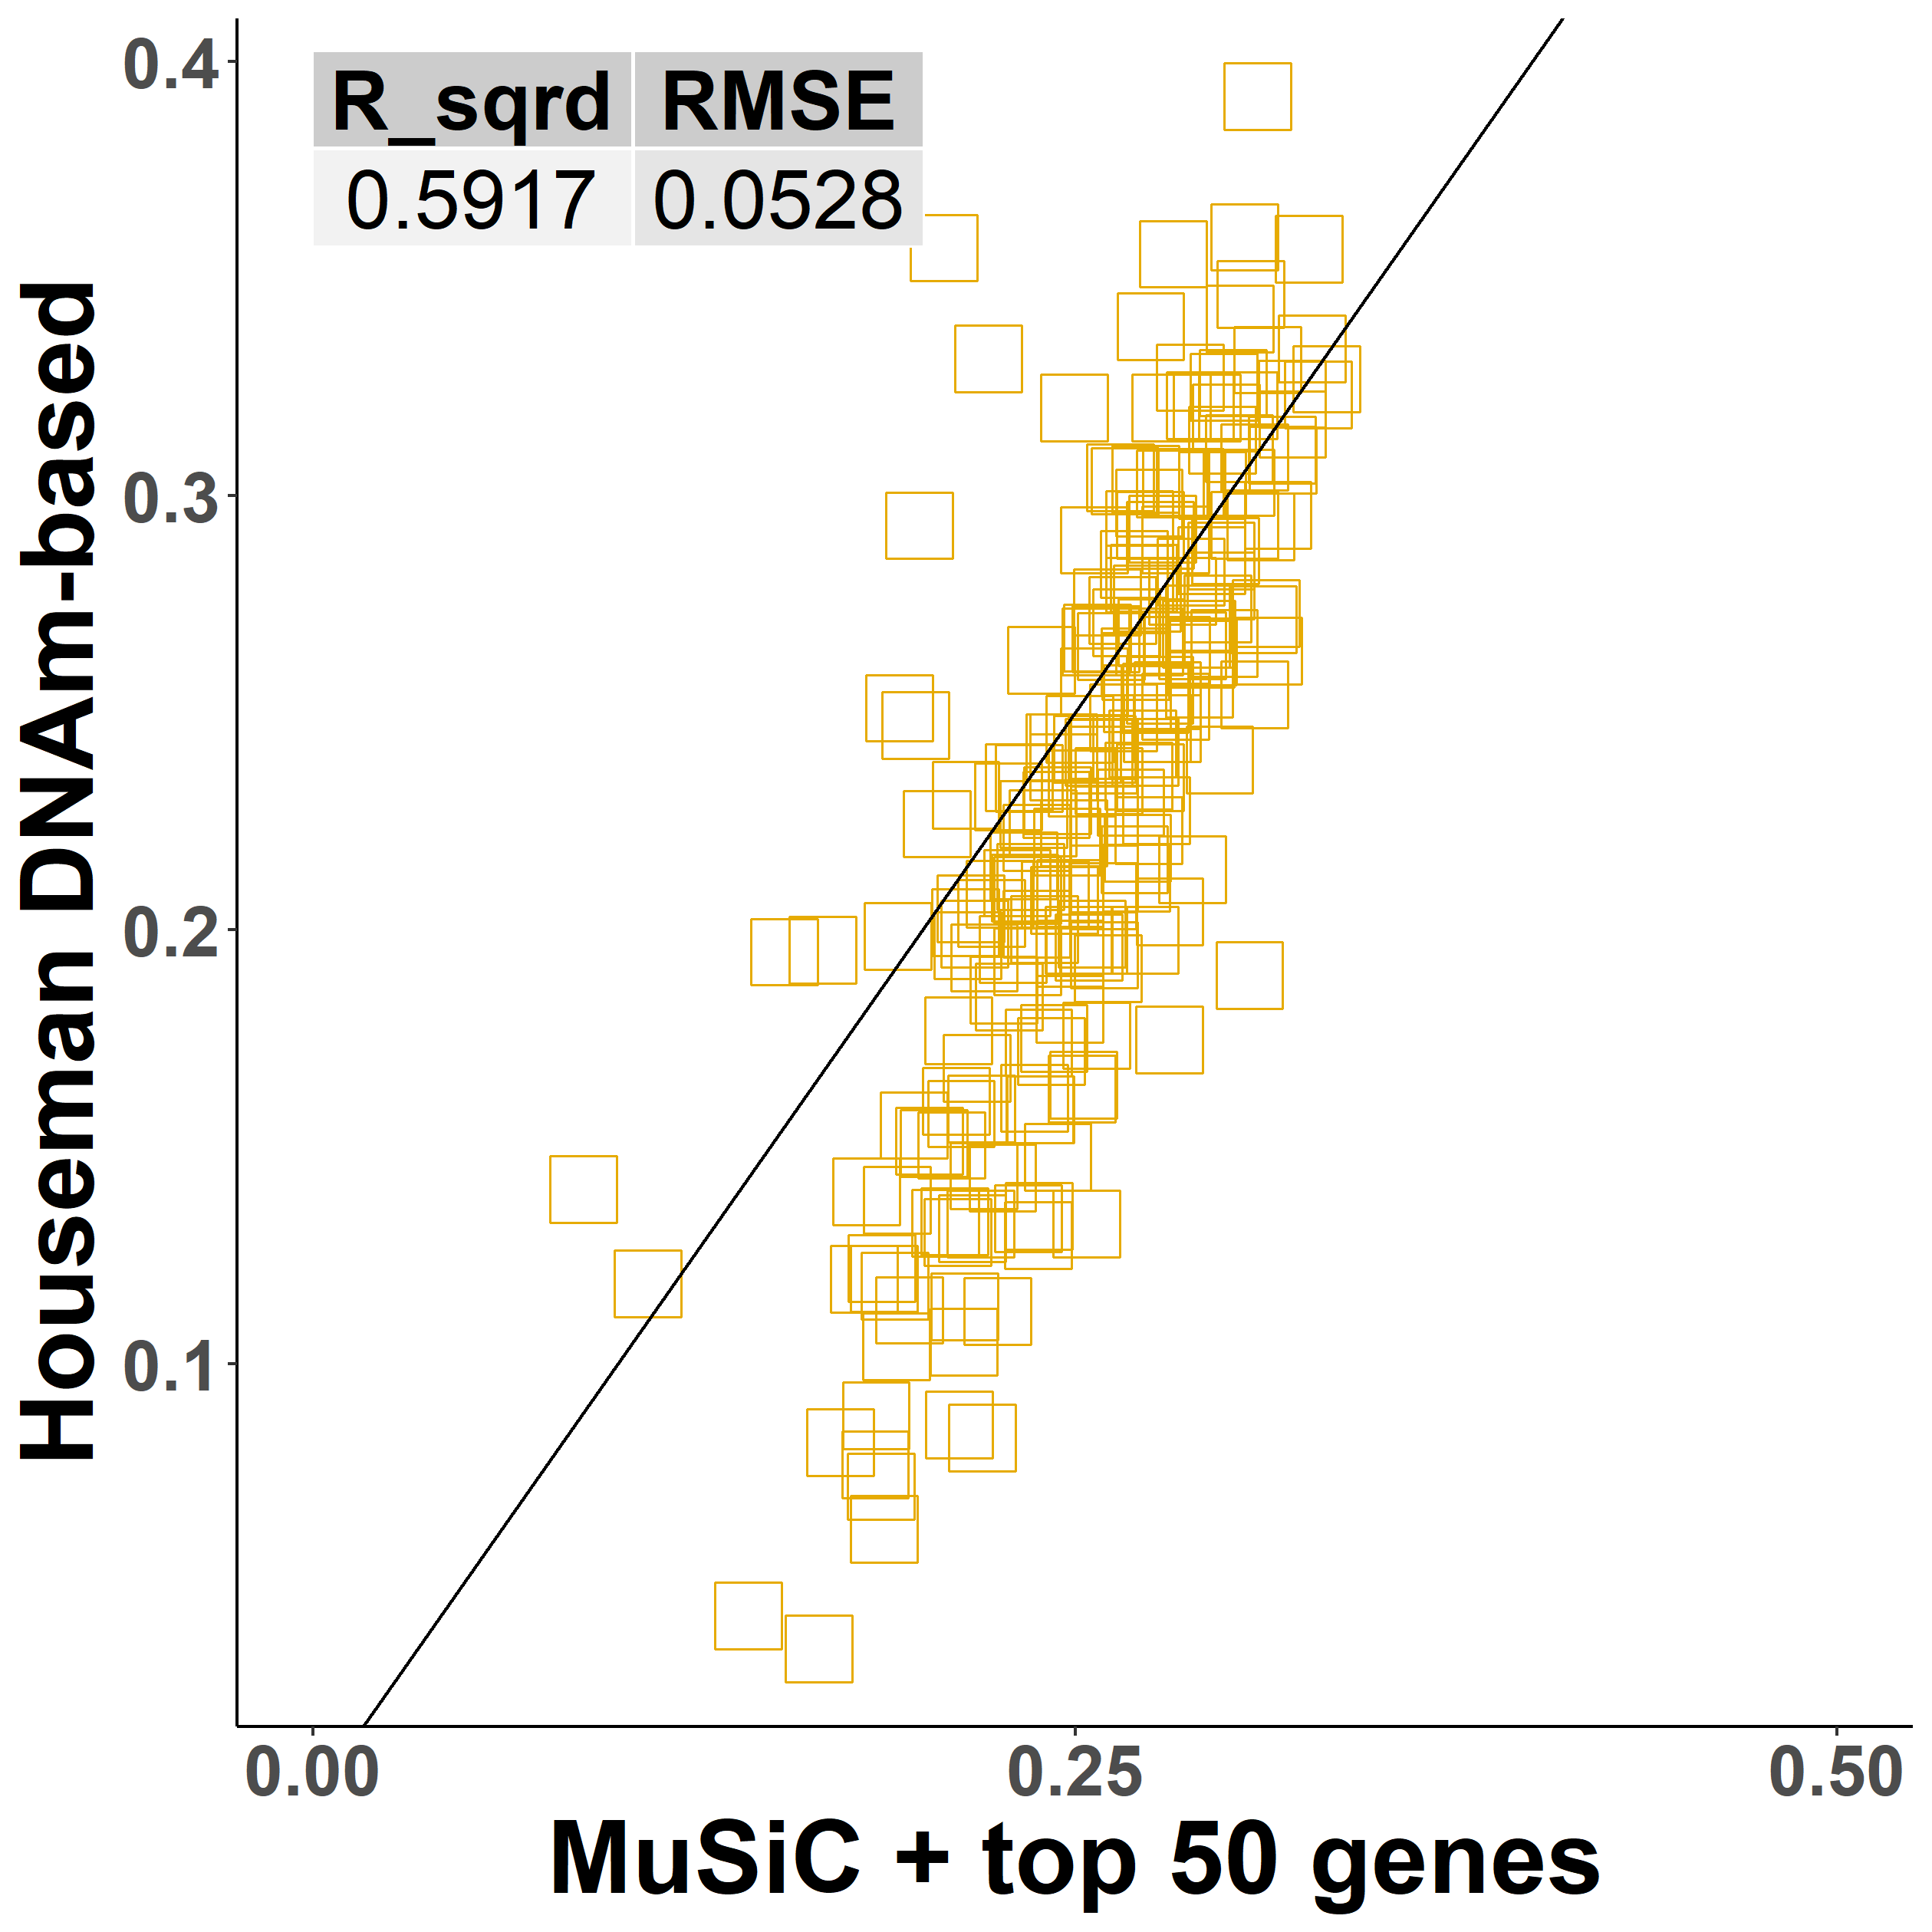 R_sqrd RMSE
0.5917 0.0528
Houseman DNAm-based
0.4
0.3
0.2
0.1
0.00 0.25 0.50
MuSiC + top 50 genes